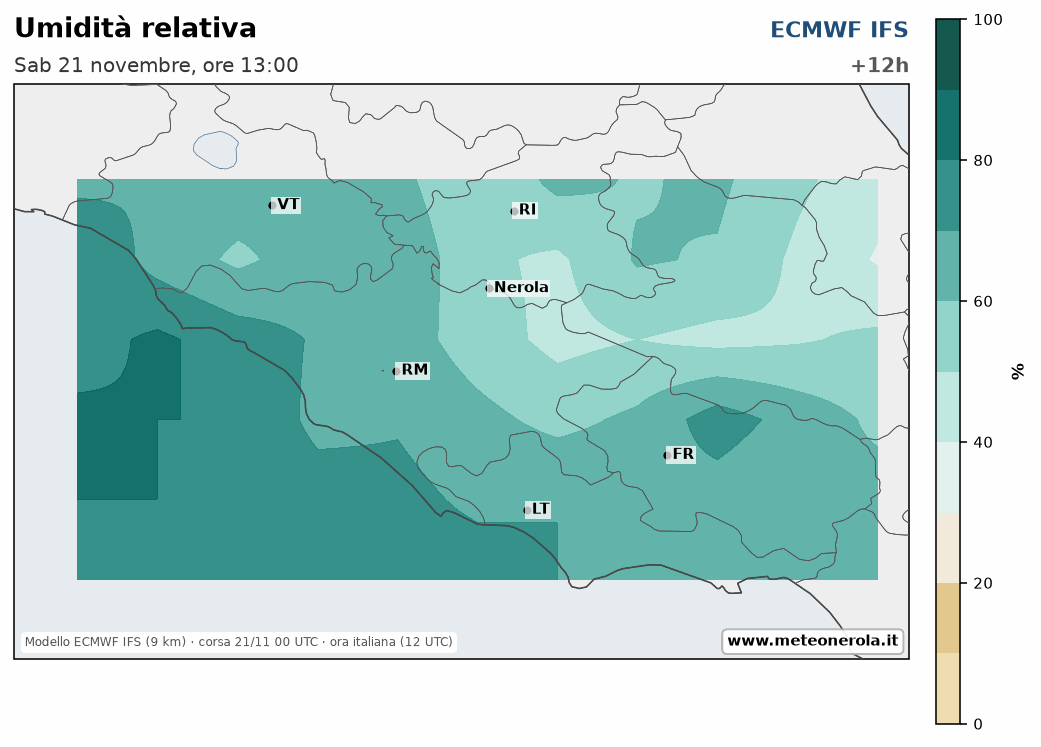 Umidità relativa
ECMWF IFS
Sab 21 novembre, ore 13:00
+12h
100
80
60
40
20
0
%
VT
RI
Nerola
RM
FR
LT
Modello ECMWF IFS (9 km) · corsa 21/11 00 UTC · ora italiana (12 UTC)
www.meteonerola.it